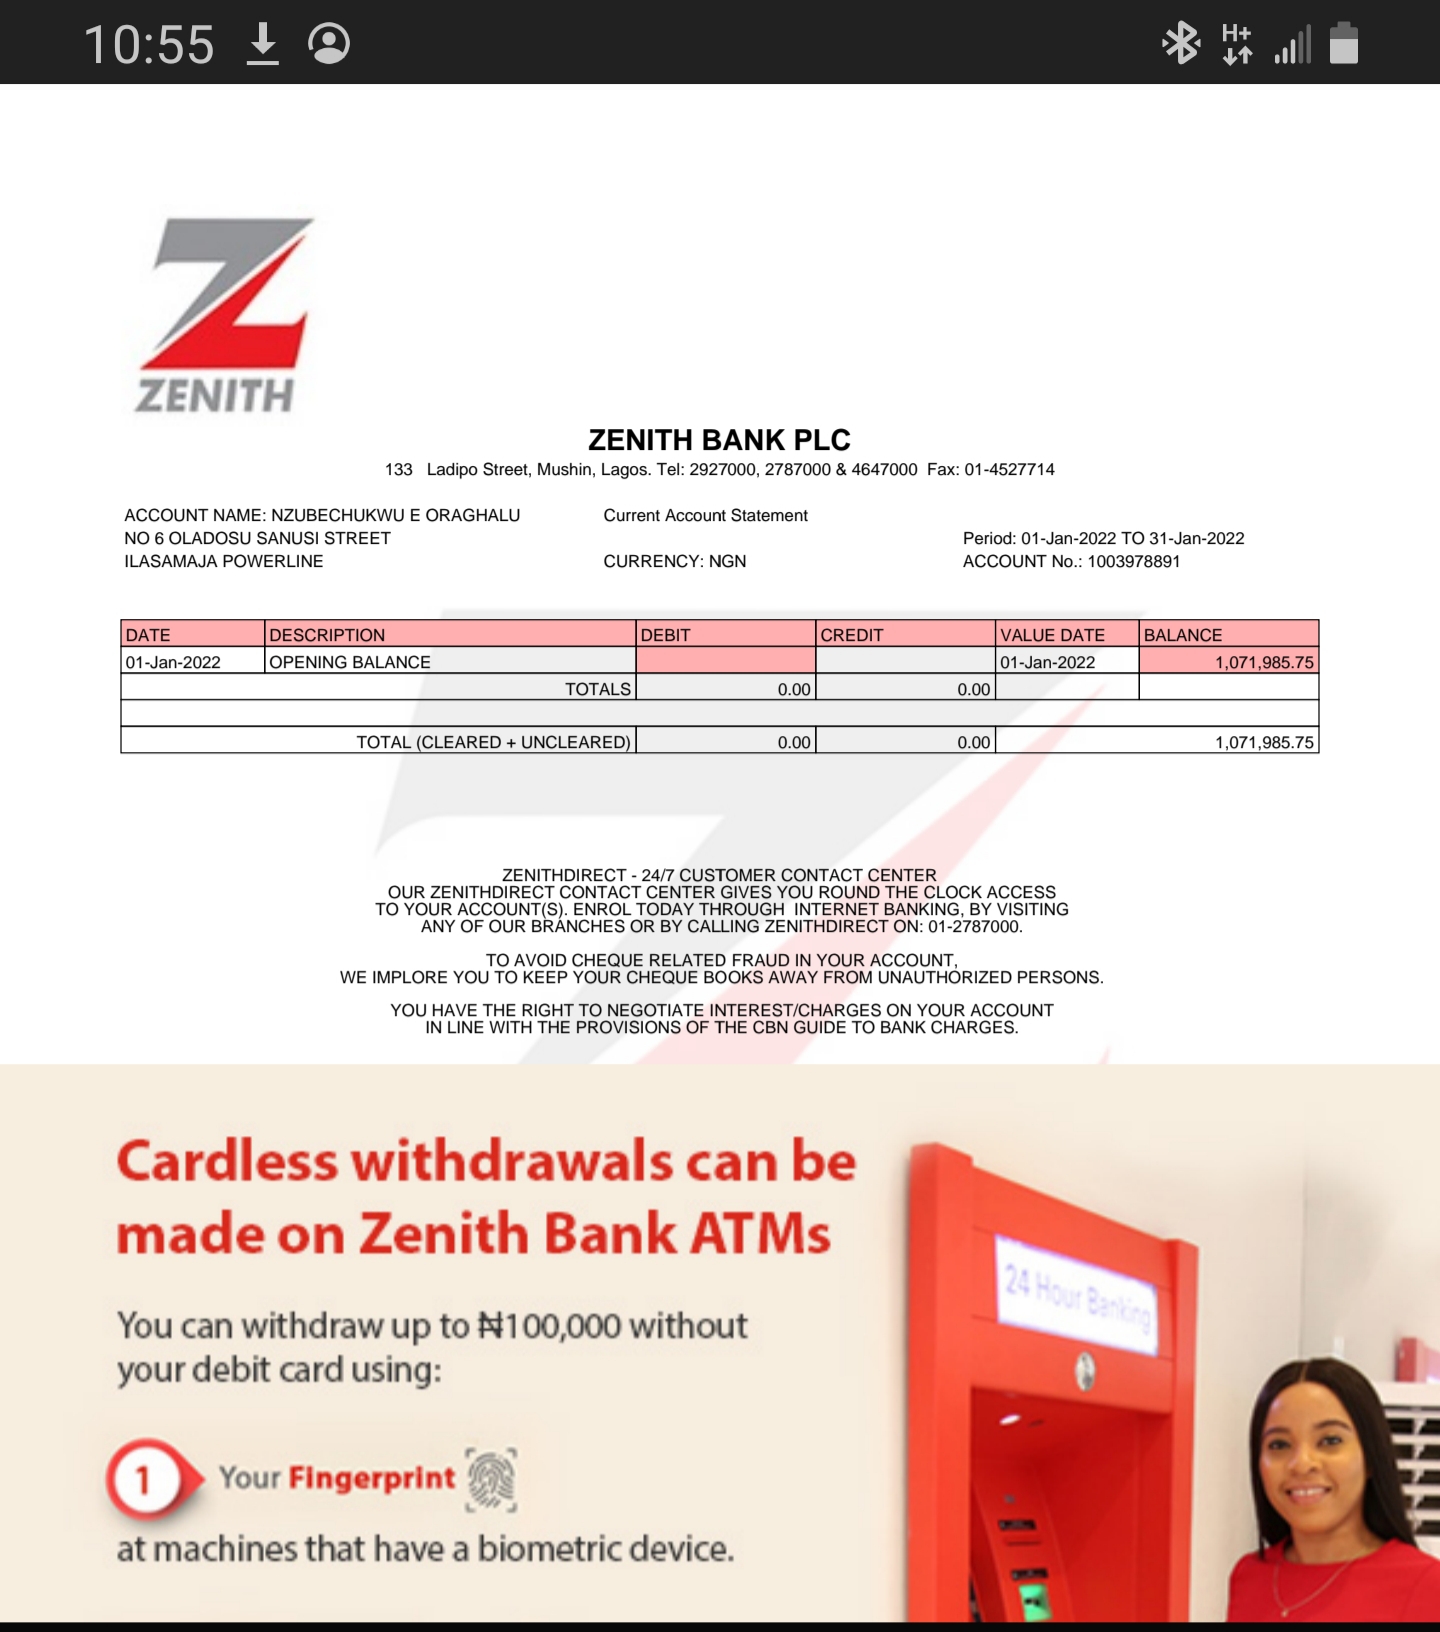 10:55 H+
ZENITH
ZENITH BANK PLC
133 Ladipo Street, Mushin, Lagos. Tel: 2927000, 2787000 & 4647000 Fax: 01-4527714
ACCOUNT NAME: NZUBECHUKWU E ORAGHALU Current Account Statement
NO 6 OLADOSU SANUSI STREET Period: 01-Jan-2022 TO 31-Jan-2022
ILASAMAJA POWERLINE CURRENCY: NGN ACCOUNT No.: 1003978891
DATE DESCRIPTION DEBIT CREDIT VALUE DATE BALANCE
01-Jan-2022 OPENING BALANCE 01-Jan-2022 1,071,985.75
TOTALS 0.00 0.00
TOTAL (CLEARED + UNCLEARED) 0.00 0.00 1,071,985.75
ZENITHDIRECT - 24/7 CUSTOMER CONTACT CENTER
OUR ZENITHDIRECT CONTACT CENTER GIVES YOU ROUND THE CLOCK ACCESS
TO YOUR ACCOUNT(S). ENROL TODAY THROUGH INTERNET BANKING, BY VISITING
ANY OF OUR BRANCHES OR BY CALLING ZENITHDIRECT ON: 01-2787000.
TO AVOID CHEQUE RELATED FRAUD IN YOUR ACCOUNT,
WE IMPLORE YOU TO KEEP YOUR CHEQUE BOOKS AWAY FROM UNAUTHORIZED PERSONS.
YOU HAVE THE RIGHT TO NEGOTIATE INTEREST/CHARGES ON YOUR ACCOUNT
IN LINE WITH THE PROVISIONS OF THE CBN GUIDE TO BANK CHARGES.
Cardless withdrawals can be
made on Zenith Bank ATMs
24 Hour Banking
You can withdraw up to ₦100,000 without
your debit card using:
1 Your Fingerprint
at machines that have a biometric device.